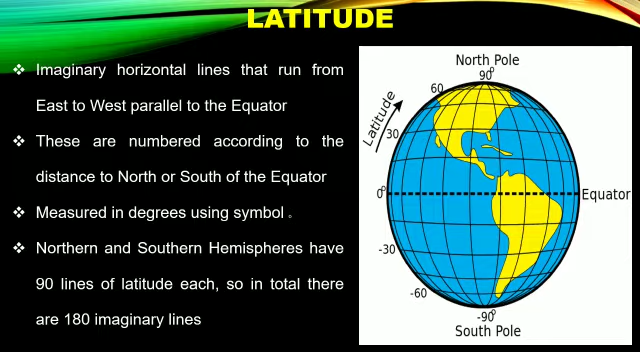 LATITUDE
❖ Imaginary horizontal lines that run from
East to West parallel to the Equator
❖ These are numbered according to the
distance to North or South of the Equator
❖ Measured in degrees using symbol °
❖ Northern and Southern Hemispheres have
90 lines of latitude each, so in total there
are 180 imaginary lines
North Pole
90°
60
Latitude
30
0°
Equator
-30
-60
-90°
South Pole